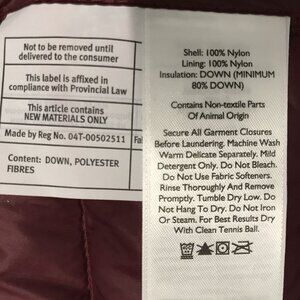 Not to be removed until
delivered to the consumer
This label is affixed in
compliance with Provincial Law
This article contains
NEW MATERIALS ONLY
Made by Reg No. 04T-00502511
Content: DOWN, POLYESTER
FIBRES
Shell: 100% Nylon
Lining: 100% Nylon
Insulation: DOWN (MINIMUM
80% DOWN)
Contains Non-textile Parts
Of Animal Origin
Secure All Garment Closures
Before Laundering. Machine Wash
Warm Delicate Separately. Mild
Detergent Only. Do Not Bleach.
Do Not Use Fabric Softeners.
Rinse Thoroughly And Remove
Promptly. Tumble Dry Low. Do
Not Hang To Dry. Do Not Iron
Or Steam. For Best Results Dry
With Clean Tennis Ball.